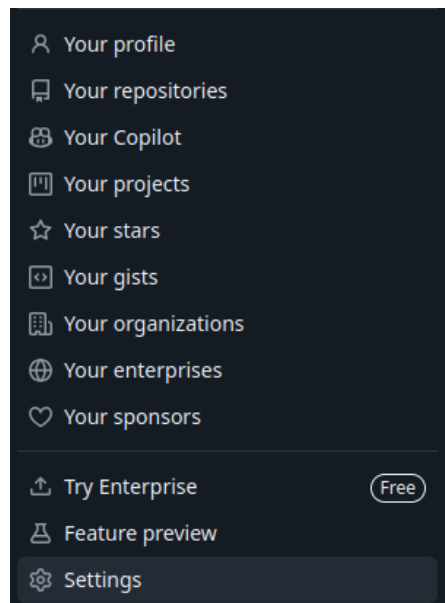 Your profile
Your repositories
Your Copilot
Your projects
Your stars
Your gists
Your organizations
Your enterprises
Your sponsors
Try Enterprise Free
Feature preview
Settings